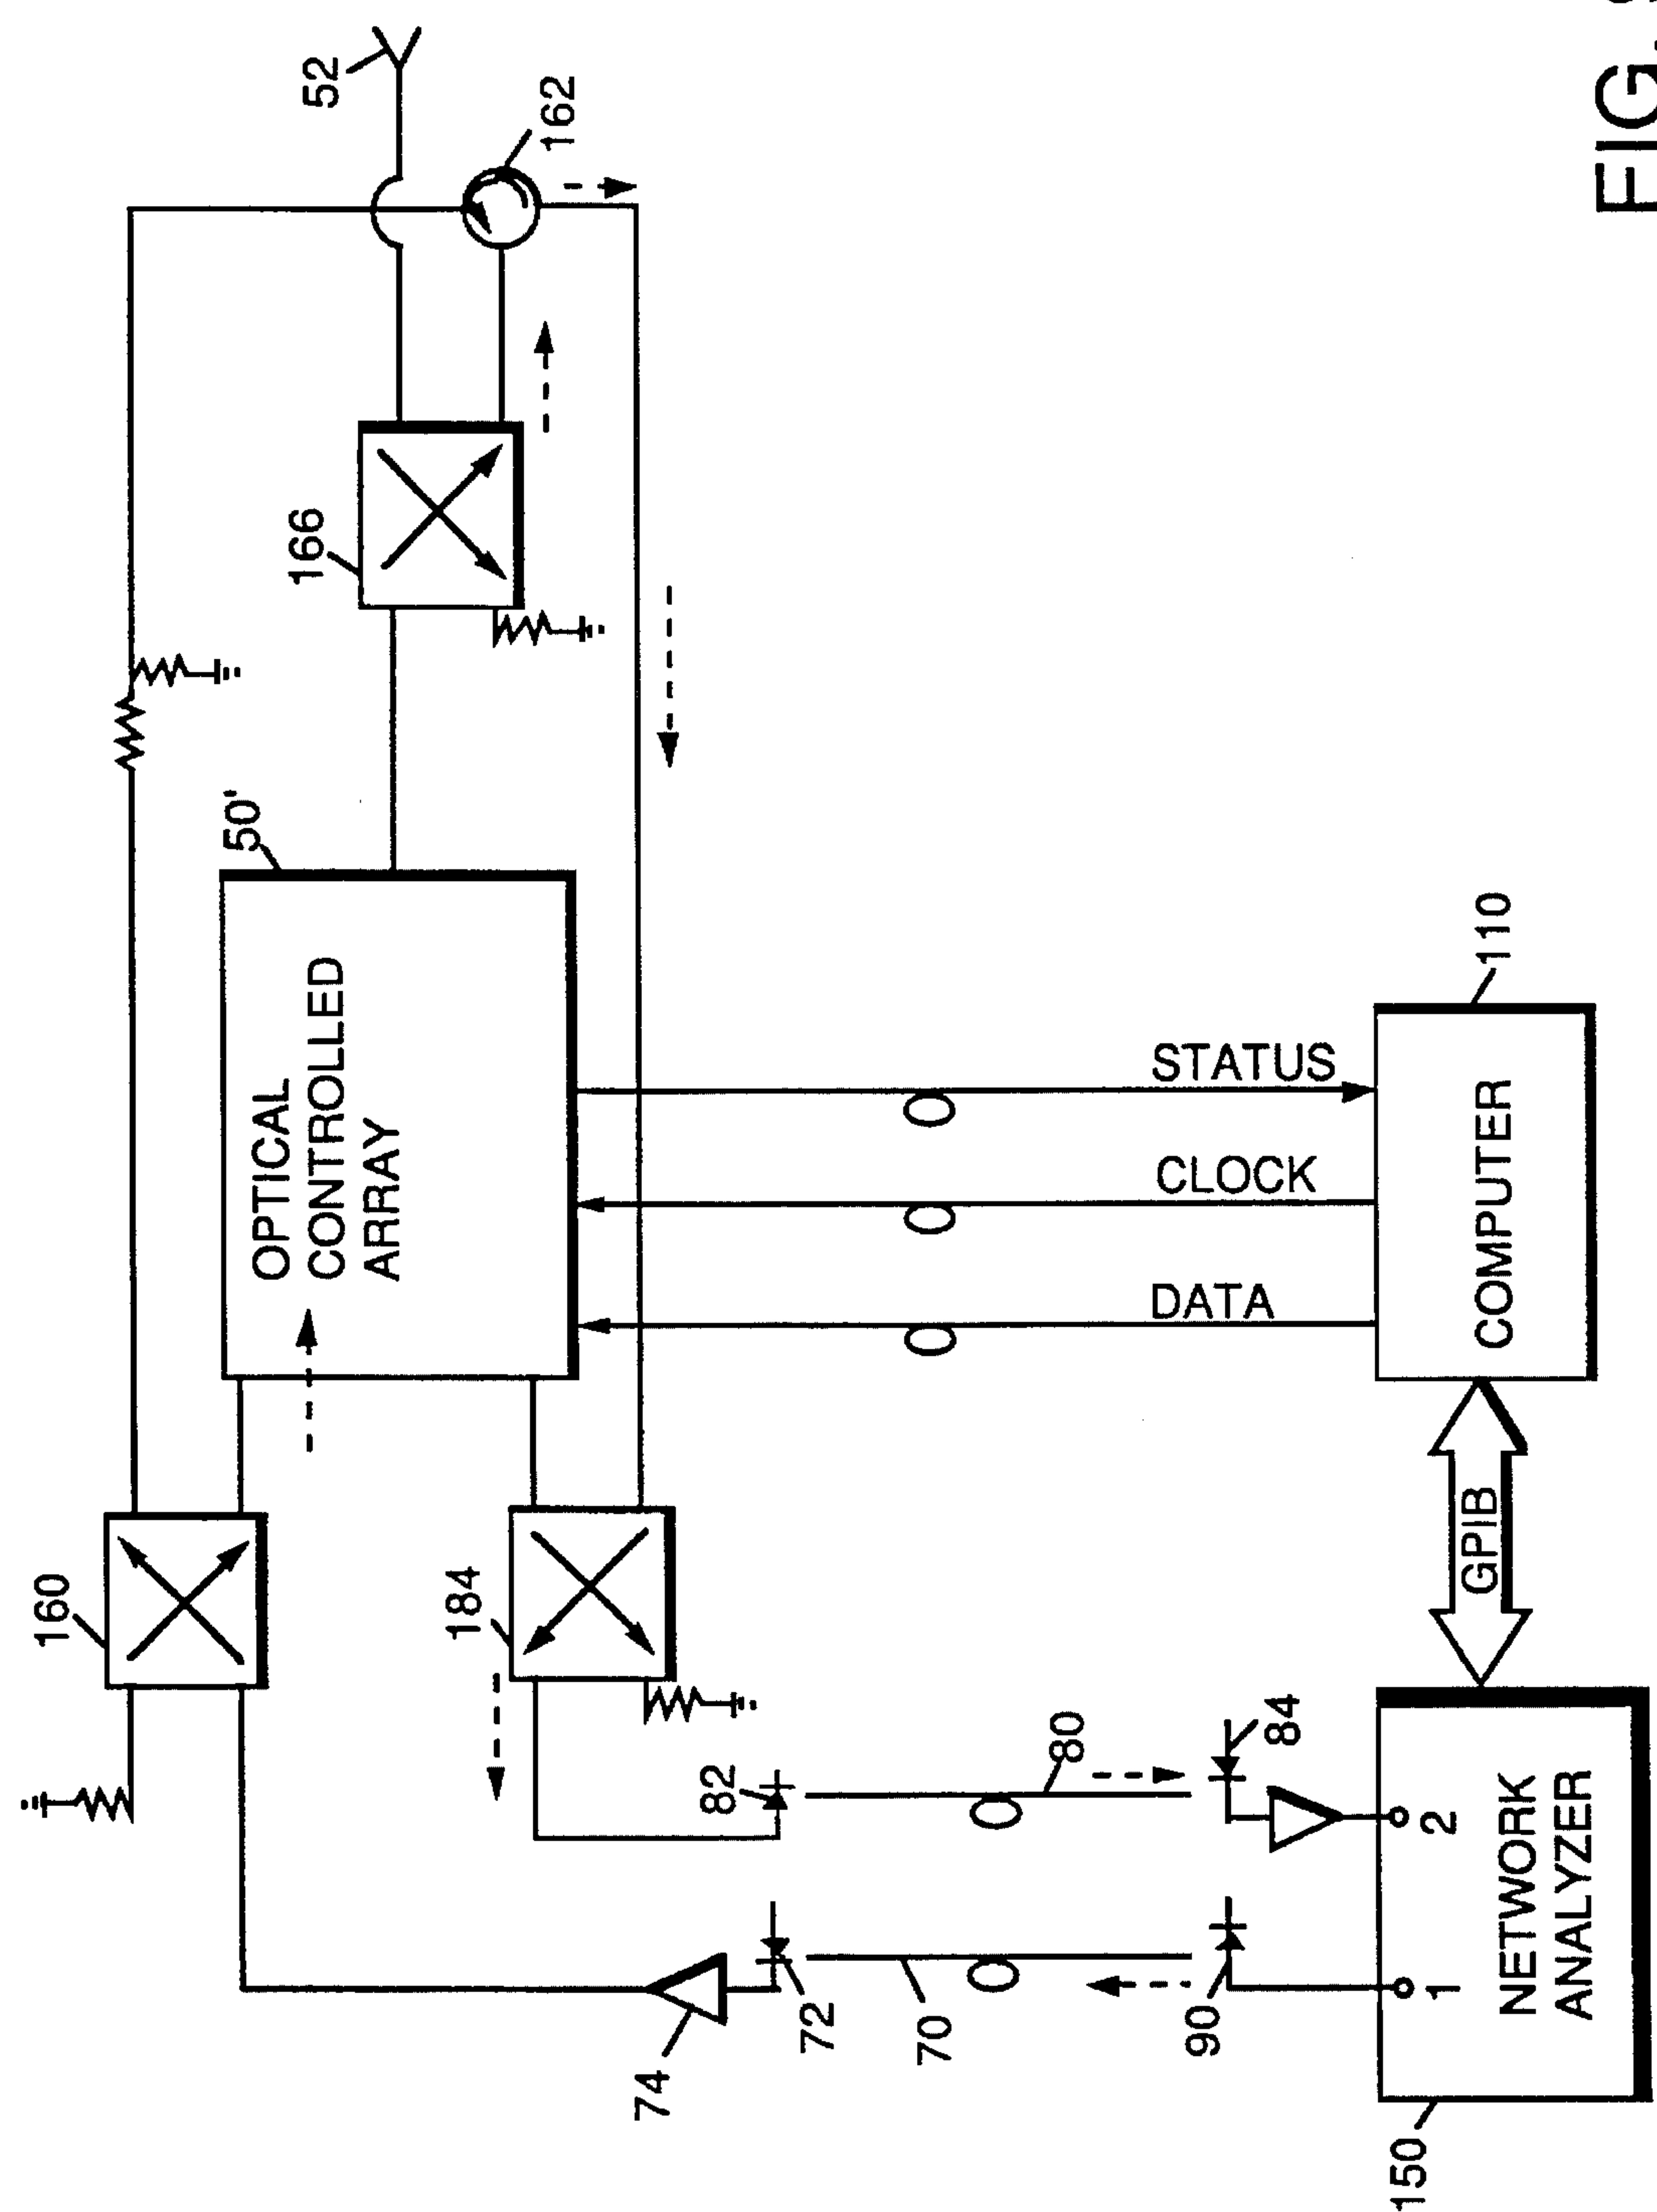 52
162
166
50'
OPTICAL
CONTROLLED
ARRAY
160
184
STATUS
CLOCK
DATA
110
COMPUTER
GPIB
82
80
84
74
72
70
90
2
1
NETWORK
ANALYZER
150
FIG.